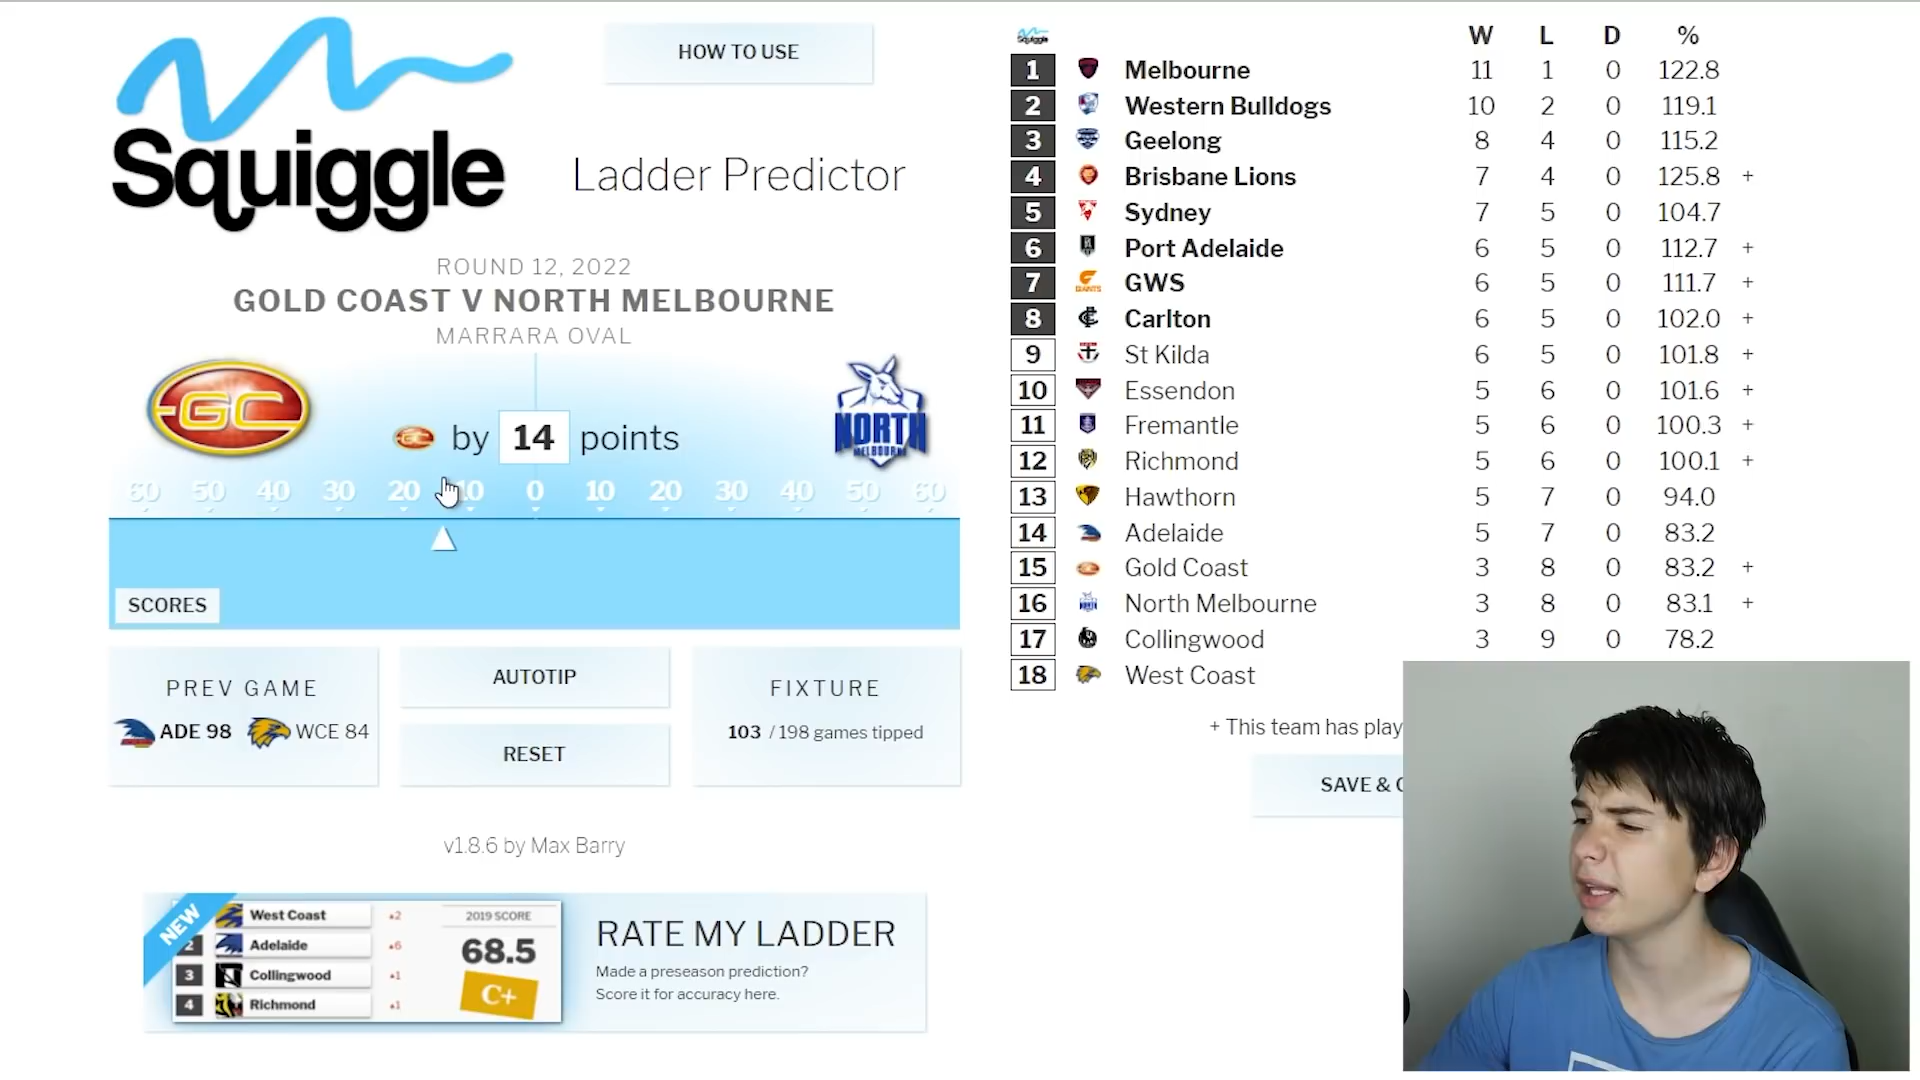 HOW TO USE
Squiggle
Ladder Predictor
ROUND 12, 2022
GOLD COAST V NORTH MELBOURNE
MARRARA OVAL
GC
NORTH
MELBOURNE
by 14 points
60 50 40 30 20 10 0 10 20 30 40 50 60
SCORES
PREV GAME
ADE 98 WCE 84
AUTOTIP
RESET
FIXTURE
103 / 198 games tipped
v1.8.6 by Max Barry
NEW
West Coast 2
2 Adelaide 6
3 Collingwood 1
4 Richmond 1
2019 SCORE
68.5
C+
RATE MY LADDER
Made a preseason prediction?
Score it for accuracy here.
Squiggle W L D %
1 Melbourne 11 1 0 122.8
2 Western Bulldogs 10 2 0 119.1
3 Geelong 8 4 0 115.2
4 Brisbane Lions 7 4 0 125.8 +
5 Sydney 7 5 0 104.7
6 Port Adelaide 6 5 0 112.7 +
7 GWS 6 5 0 111.7 +
8 Carlton 6 5 0 102.0 +
9 St Kilda 6 5 0 101.8 +
10 Essendon 5 6 0 101.6 +
11 Fremantle 5 6 0 100.3 +
12 Richmond 5 6 0 100.1 +
13 Hawthorn 5 7 0 94.0
14 Adelaide 5 7 0 83.2
15 Gold Coast 3 8 0 83.2 +
16 North Melbourne 3 8 0 83.1 +
17 Collingwood 3 9 0 78.2
18 West Coast
+ This team has play
SAVE &